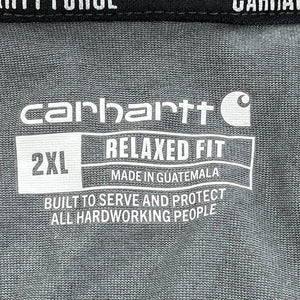 carhartt
2XL
RELAXED FIT
MADE IN GUATEMALA
BUILT TO SERVE AND PROTECT
ALL HARDWORKING PEOPLE